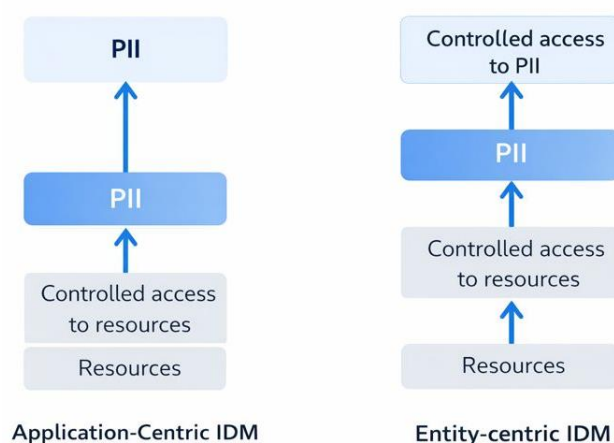 PII
PII
Controlled access
to resources
Resources
Application-Centric IDM
Controlled access
to PII
PII
Controlled access
to resources
Resources
Entity-centric IDM